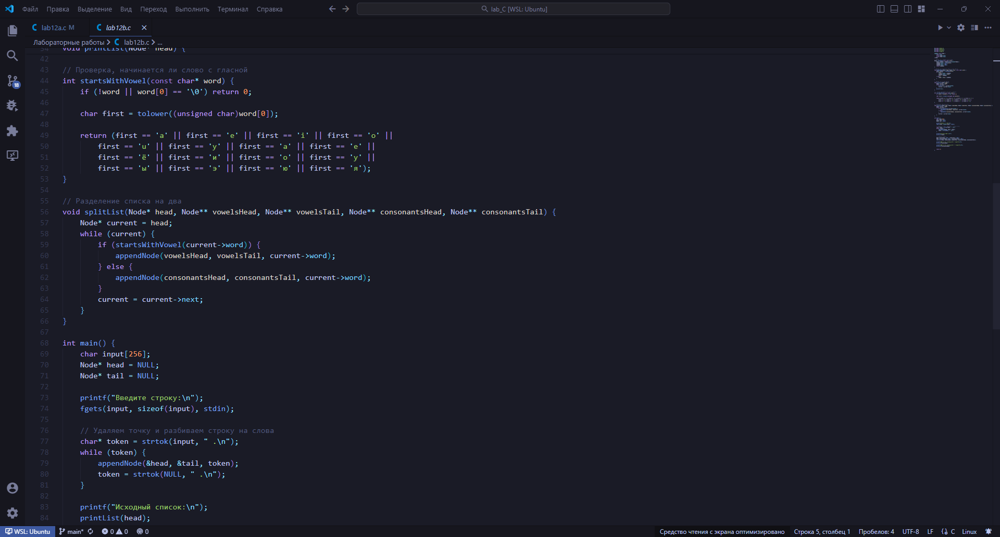 Файл Правка Выделение Вид Переход Выполнить Терминал Справка
lab_C [WSL: Ubuntu]
lab12a.c M
lab12b.c
Лабораторные работы > lab12b.c > ...
34 void printList(Node* head) {
42
43 // Проверка, начинается ли слово с гласной
44 int startsWithVowel(const char* word) {
45     if (!word || word[0] == '\0') return 0;
46
47     char first = tolower((unsigned char)word[0]);
48
49     return (first == 'a' || first == 'e' || first == 'i' || first == 'o' ||
50         first == 'u' || first == 'y' || first == 'а' || first == 'е' ||
51         first == 'ё' || first == 'и' || first == 'о' || first == 'у' ||
52         first == 'ы' || first == 'э' || first == 'ю' || first == 'я');
53 }
54
55 // Разделение списка на два
56 void splitList(Node* head, Node** vowelsHead, Node** vowelsTail, Node** consonantsHead, Node** consonantsTail) {
57     Node* current = head;
58     while (current) {
59         if (startsWithVowel(current->word)) {
60             appendNode(vowelsHead, vowelsTail, current->word);
61         } else {
62             appendNode(consonantsHead, consonantsTail, current->word);
63         }
64         current = current->next;
65     }
66 }
67
68 int main() {
69     char input[256];
70     Node* head = NULL;
71     Node* tail = NULL;
72
73     printf("Введите строку:\n");
74     fgets(input, sizeof(input), stdin);
75
76     // Удаляем точку и разбиваем строку на слова
77     char* token = strtok(input, " .\n");
78     while (token) {
79         appendNode(&head, &tail, token);
80         token = strtok(NULL, " .\n");
81     }
82
83     printf("Исходный список:\n");
84     printList(head);
18
WSL: Ubuntu main* 0 0 0 Средство чтения с экрана оптимизировано Строка 5, столбец 1 Пробелов: 4 UTF-8 LF {} C Linux